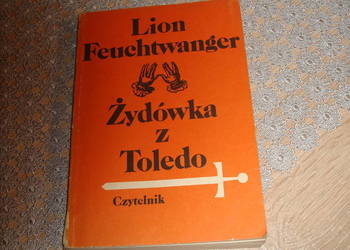 Lion
Feuchtwanger
Żydówka
z
Toledo
Czytelnik